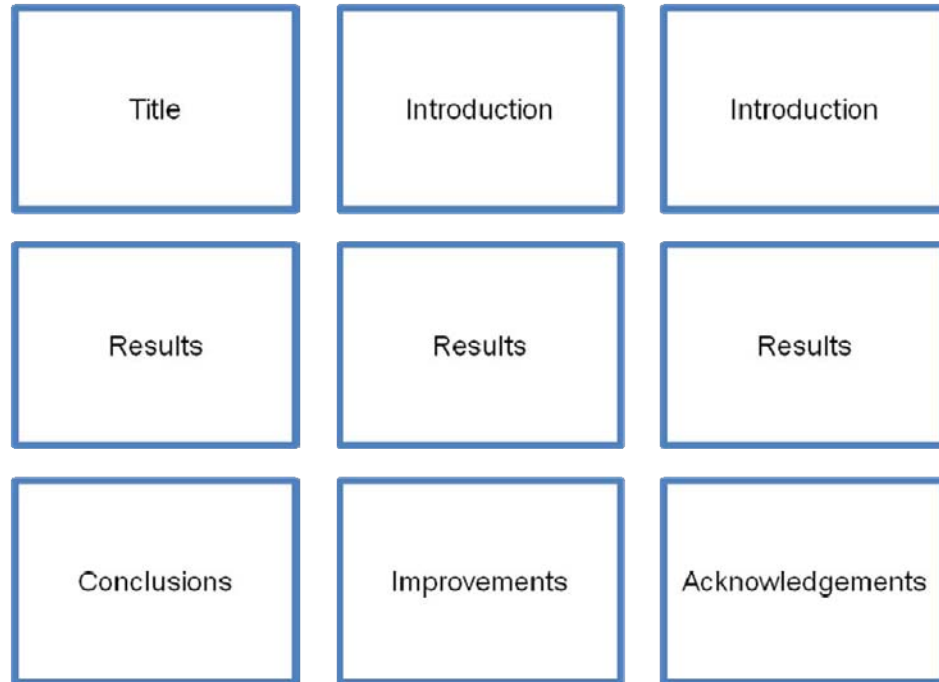 Title
Introduction
Introduction
Results
Results
Results
Conclusions
Improvements
Acknowledgements